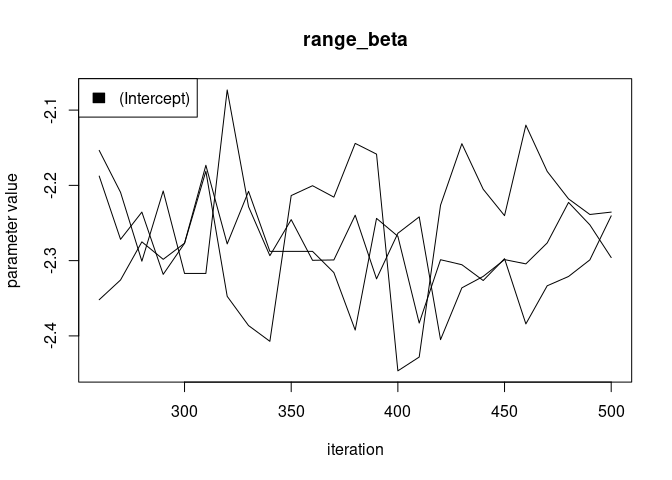 range_beta
(Intercept)
-2.1
-2.2
-2.3
-2.4
parameter value
300
350
400
450
500
iteration